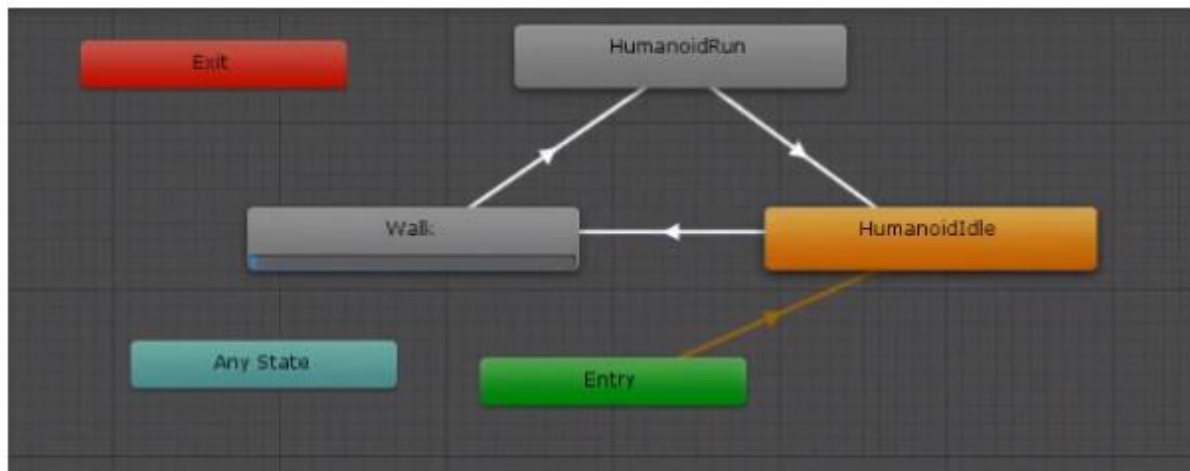 Exit
HumanoidRun
Walk
HumanoidIdle
Any State
Entry